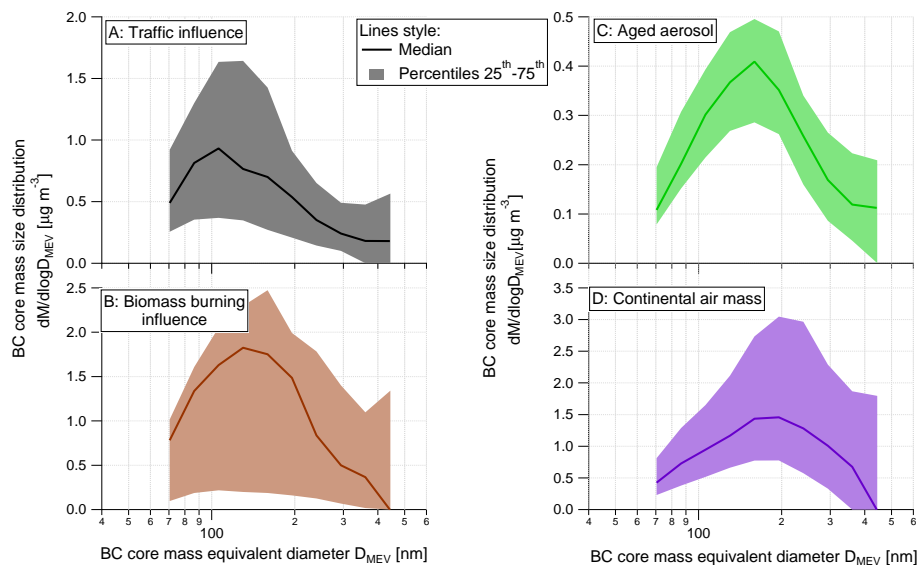 A: Traffic influence
Lines style:
Median
Percentiles 25th-75th
BC core mass size distribution
dM/dlogDMEV [µg m-3]
2.0
1.5
1.0
0.5
0.0
B: Biomass burning
influence
2.5
2.0
1.5
1.0
0.5
0.0
4 5 6 7 8 9 100 2 3 4 5 6
BC core mass equivalent diameter DMEV [nm]
C: Aged aerosol
BC core mass size distribution
dM/dlogDMEV[µg m-3]
0.5
0.4
0.3
0.2
0.1
0.0
D: Continental air mass
3.5
3.0
2.5
2.0
1.5
1.0
0.5
0.0
4 5 6 7 8 9 100 2 3 4 5 6
BC core mass equivalent diameter DMEV [nm]